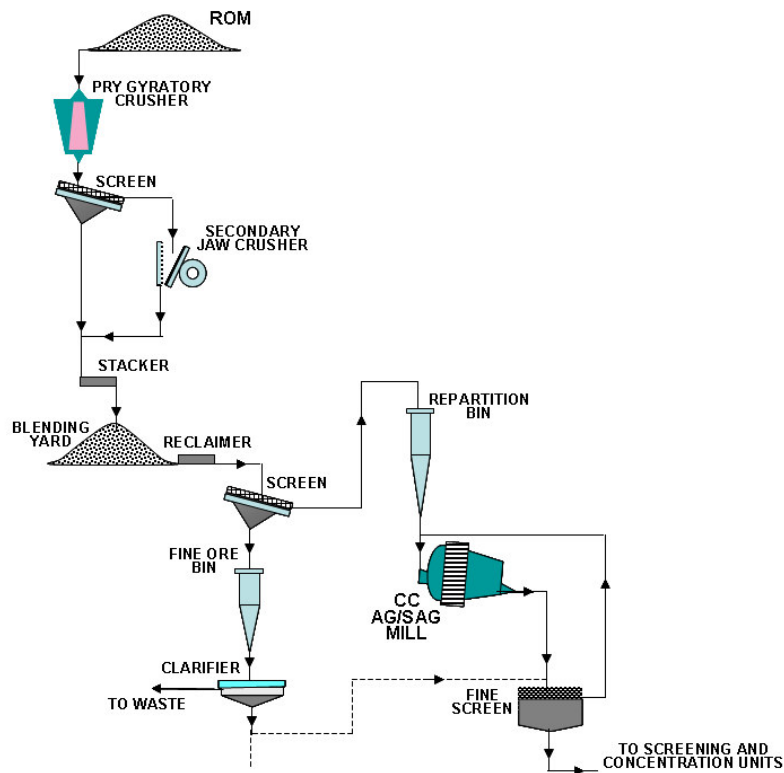 ROM
PRY GYRATORY
CRUSHER
SCREEN
SECONDARY
JAW CRUSHER
STACKER
BLENDING
YARD
RECLAIMER
SCREEN
REPARTITION
BIN
FINE ORE
BIN
CC
AG/SAG
MILL
CLARIFIER
TO WASTE
FINE
SCREEN
TO SCREENING AND
CONCENTRATION UNITS